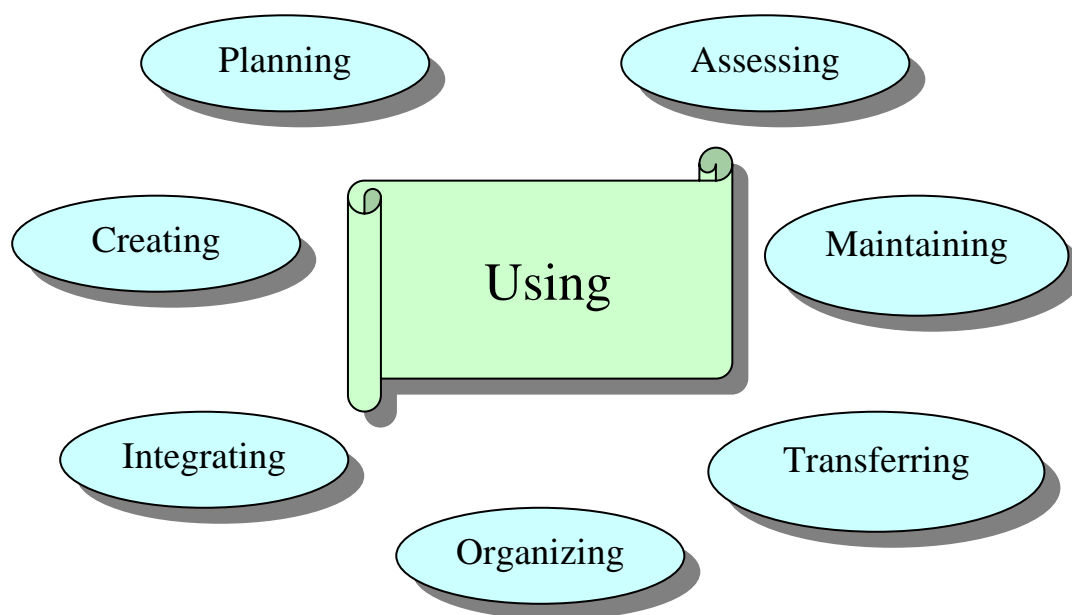 Planning
Assessing
Creating
Maintaining
Using
Integrating
Transferring
Organizing